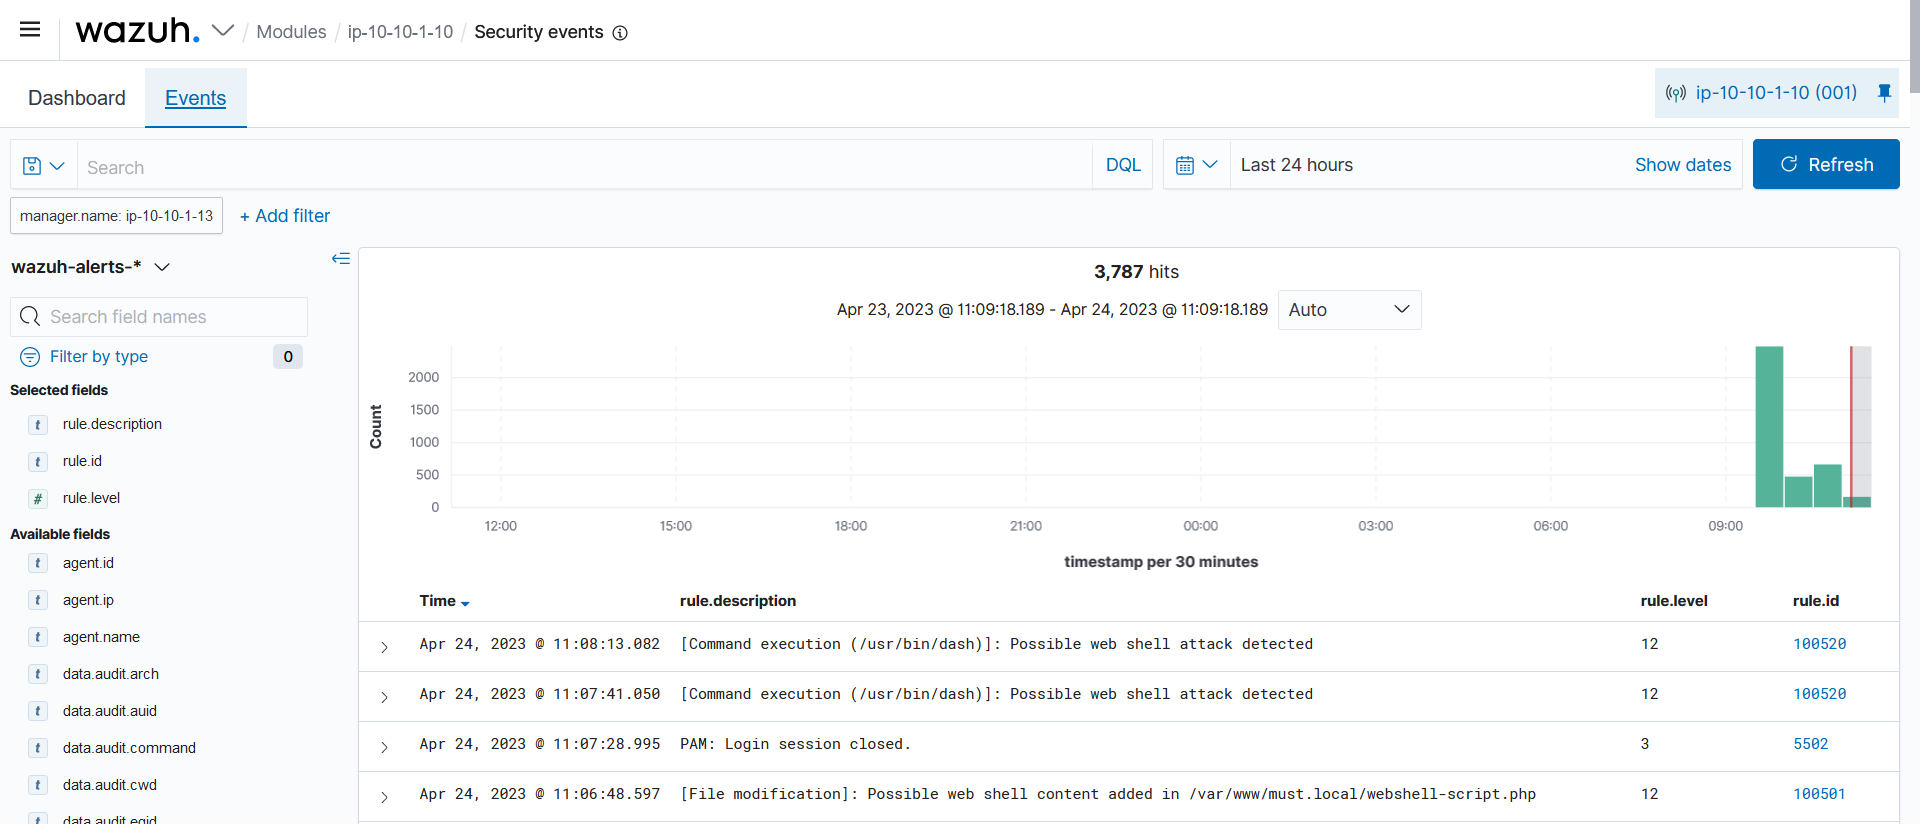 wazuh. / Modules / ip-10-10-1-10 / Security events
Dashboard
Events
ip-10-10-1-10 (001)
Search
DQL
Last 24 hours
Show dates
Refresh
manager.name: ip-10-10-1-13
+ Add filter
wazuh-alerts-*
Search field names
Filter by type
0
Selected fields
t rule.description
t rule.id
# rule.level
Available fields
t agent.id
t agent.ip
t agent.name
t data.audit.arch
t data.audit.auid
t data.audit.command
t data.audit.cwd
t data.audit.egid
3,787 hits
Apr 23, 2023 @ 11:09:18.189 - Apr 24, 2023 @ 11:09:18.189
Auto
Count
2000
1500
1000
500
0
12:00 15:00 18:00 21:00 00:00 03:00 06:00 09:00
timestamp per 30 minutes
Time rule.description rule.level rule.id
Apr 24, 2023 @ 11:08:13.082 [Command execution (/usr/bin/dash)]: Possible web shell attack detected 12 100520
Apr 24, 2023 @ 11:07:41.050 [Command execution (/usr/bin/dash)]: Possible web shell attack detected 12 100520
Apr 24, 2023 @ 11:07:28.995 PAM: Login session closed. 3 5502
Apr 24, 2023 @ 11:06:48.597 [File modification]: Possible web shell content added in /var/www/must.local/webshell-script.php 12 100501